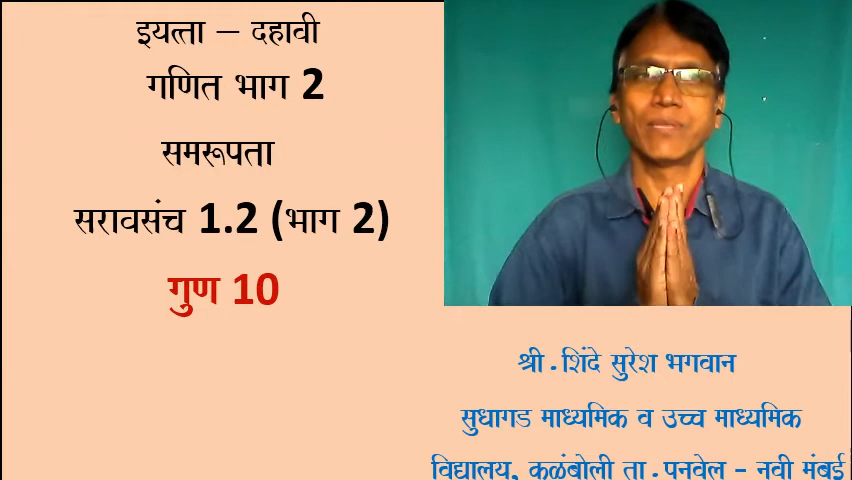 इयत्ता – दहावी
गणित भाग 2
समरूपता
सरावसंच 1.2 (भाग 2)
गुण 10
श्री.शिंदे सुरेश भगवान
सुधागड माध्यमिक व उच्च माध्यमिक
विद्यालय, कळंबोली ता.पनवेल - नवी मुंबई